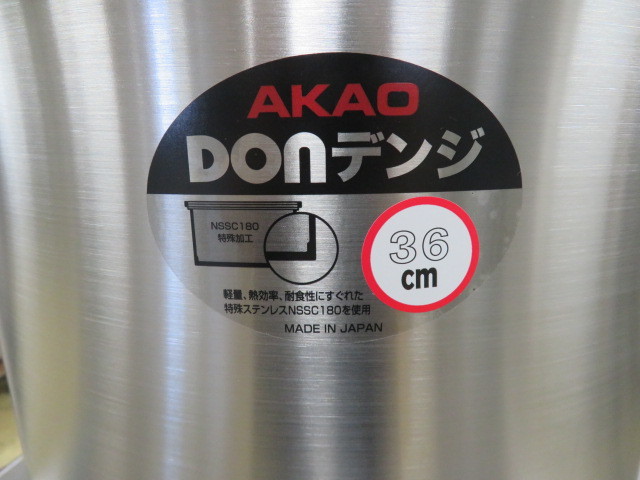 AKAO
DONデンジ
NSSC180
特殊加工
36
cm
軽量、熱効率、耐食性にすぐれた
特殊ステンレスNSSC180を使用
MADE IN JAPAN